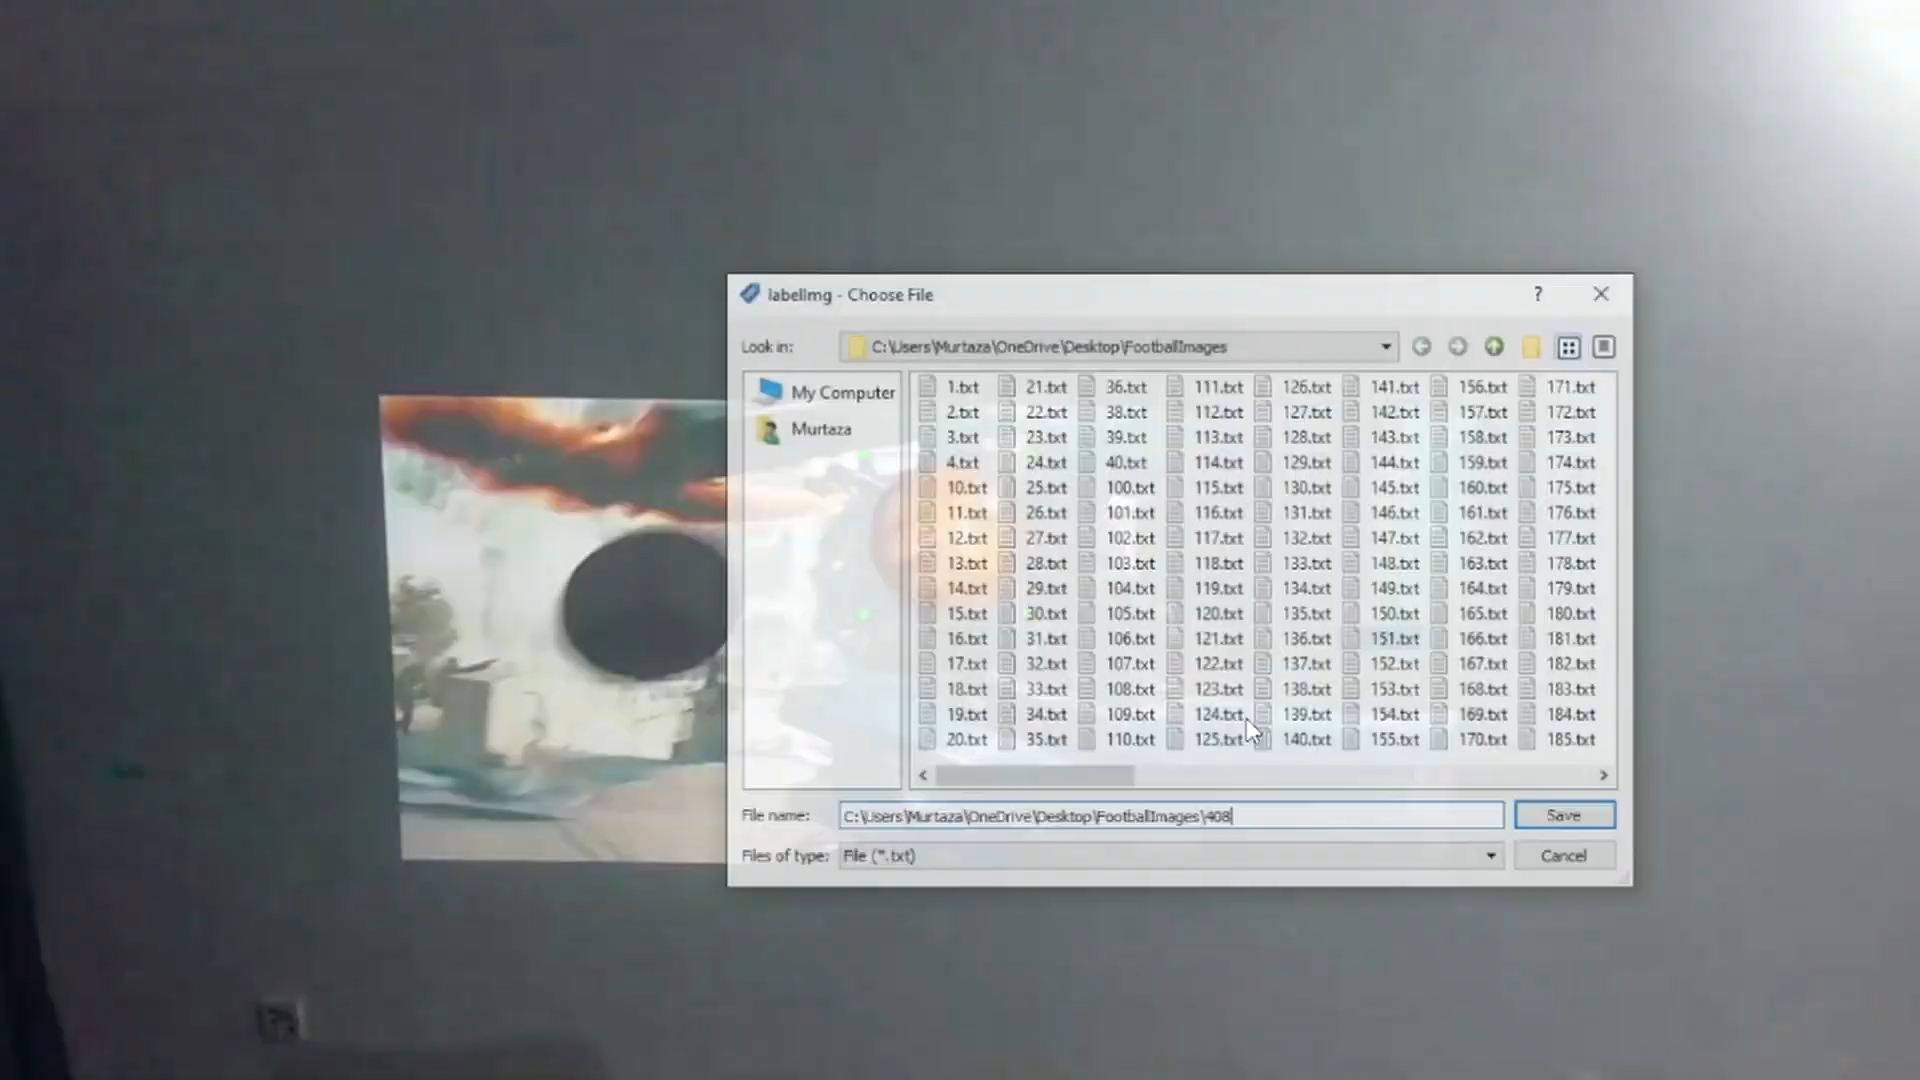 labelImg - Choose File
?
Look in: C:\Users\Murtaza\OneDrive\Desktop\FootballImages
My Computer
Murtaza
1.txt 21.txt 36.txt 111.txt 126.txt 141.txt 156.txt 171.txt
2.txt 22.txt 38.txt 112.txt 127.txt 142.txt 157.txt 172.txt
3.txt 23.txt 39.txt 113.txt 128.txt 143.txt 158.txt 173.txt
4.txt 24.txt 40.txt 114.txt 129.txt 144.txt 159.txt 174.txt
10.txt 25.txt 100.txt 115.txt 130.txt 145.txt 160.txt 175.txt
11.txt 26.txt 101.txt 116.txt 131.txt 146.txt 161.txt 176.txt
12.txt 27.txt 102.txt 117.txt 132.txt 147.txt 162.txt 177.txt
13.txt 28.txt 103.txt 118.txt 133.txt 148.txt 163.txt 178.txt
14.txt 29.txt 104.txt 119.txt 134.txt 149.txt 164.txt 179.txt
15.txt 30.txt 105.txt 120.txt 135.txt 150.txt 165.txt 180.txt
16.txt 31.txt 106.txt 121.txt 136.txt 151.txt 166.txt 181.txt
17.txt 32.txt 107.txt 122.txt 137.txt 152.txt 167.txt 182.txt
18.txt 33.txt 108.txt 123.txt 138.txt 153.txt 168.txt 183.txt
19.txt 34.txt 109.txt 124.txt 139.txt 154.txt 169.txt 184.txt
20.txt 35.txt 110.txt 125.txt 140.txt 155.txt 170.txt 185.txt
File name: C:\Users\Murtaza\OneDrive\Desktop\FootballImages\408 Save
Files of type: File (*.txt) Cancel